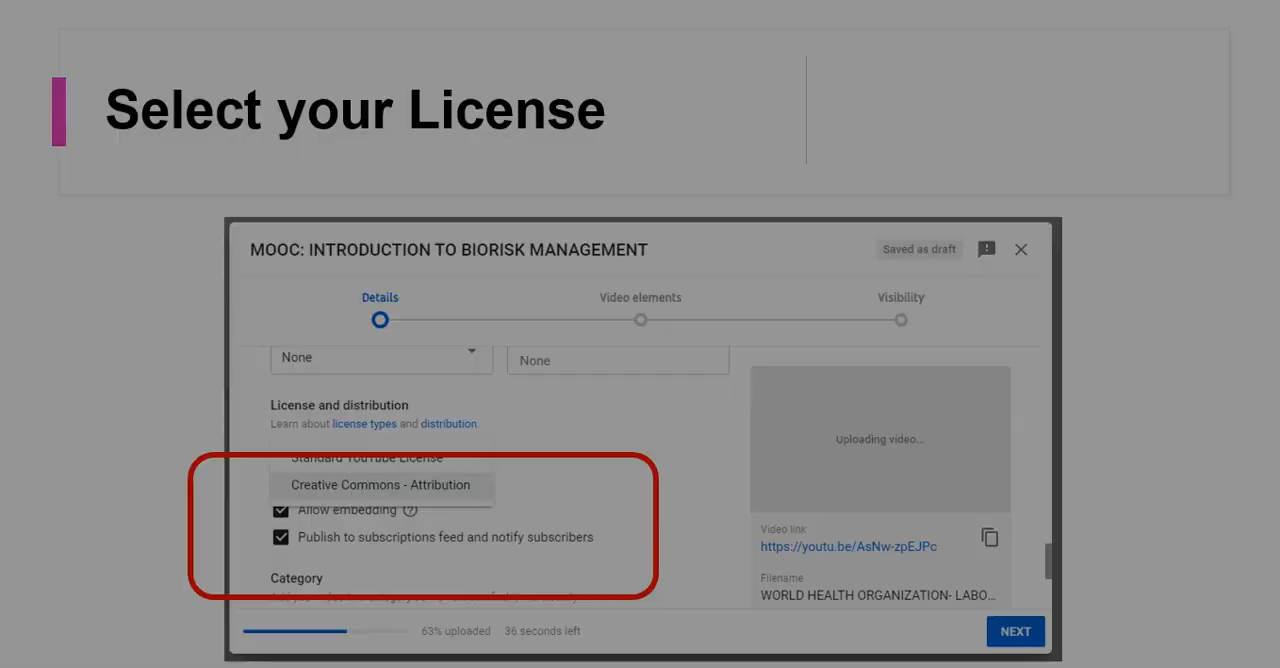 Select your License
MOOC: INTRODUCTION TO BIORISK MANAGEMENT
Saved as draft
Details
Video elements
Visibility
None
None
License and distribution
Learn about license types and distribution.
Standard YouTube License
Creative Commons - Attribution
Allow embedding
Publish to subscriptions feed and notify subscribers
Category
Uploading video...
Video link
https://youtu.be/AsNw-zpEJPc
Filename
WORLD HEALTH ORGANIZATION- LABO...
63% uploaded 36 seconds left
NEXT